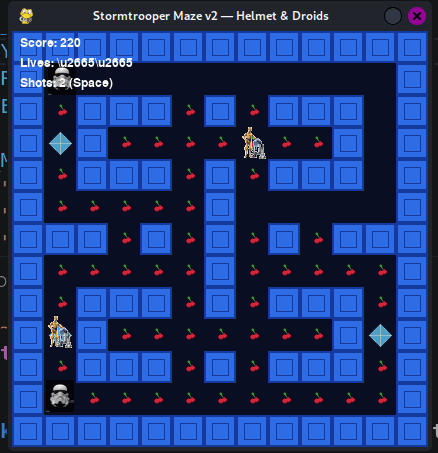 Stormtrooper Maze v2 — Helmet & Droids
Score: 220
Lives: \u2665\u2665
Shots: 2 (Space)